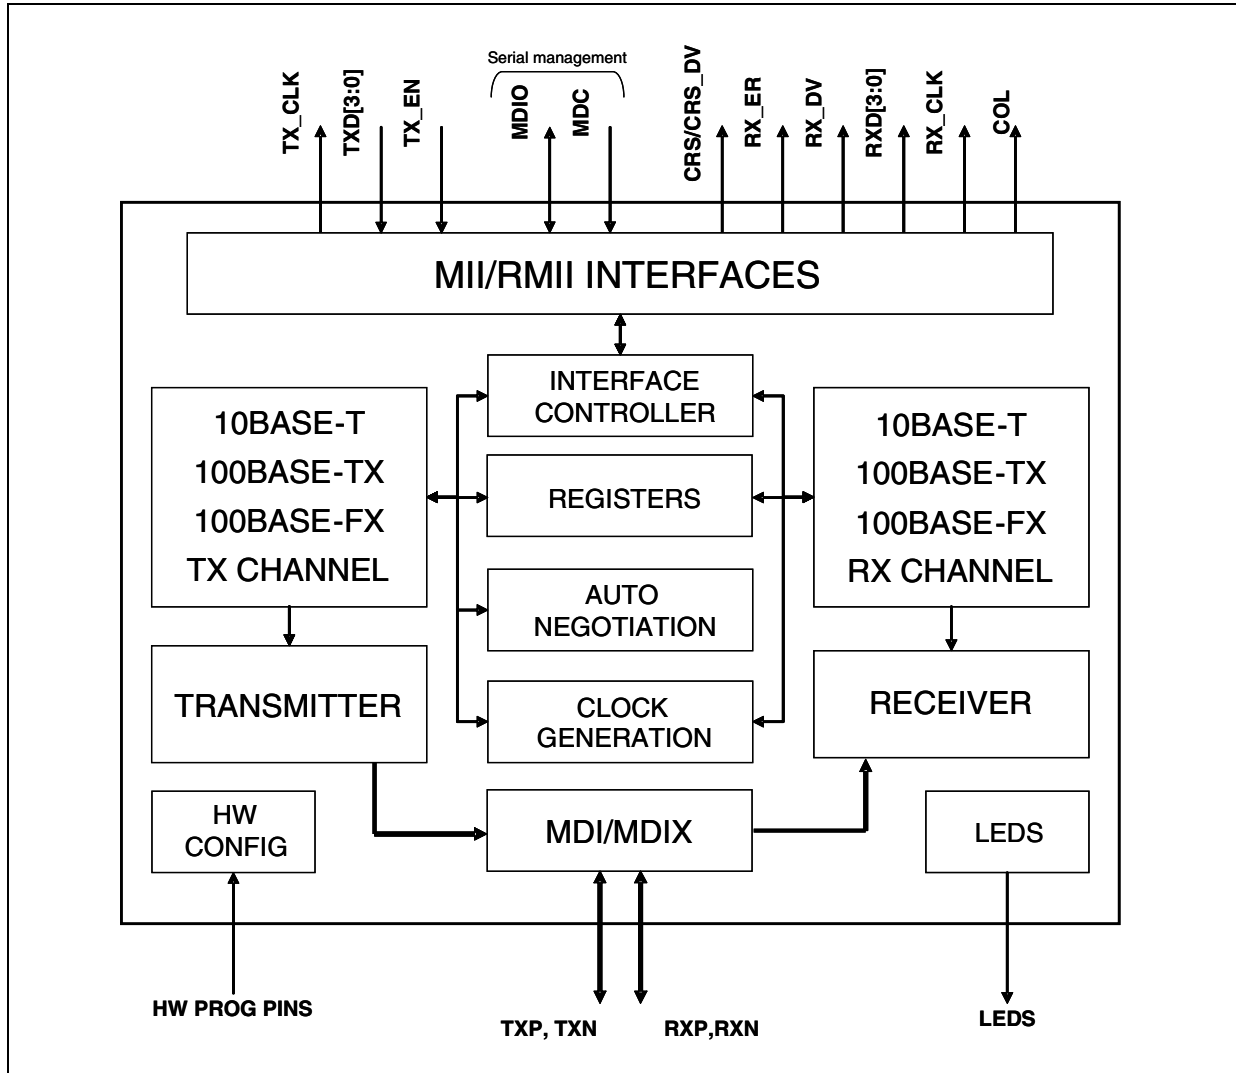 Serial management
TX_CLK
TXD[3:0]
TX_EN
MDIO
MDC
CRS/CRS_DV
RX_ER
RX_DV
RXD[3:0]
RX_CLK
COL
MII/RMII INTERFACES
INTERFACE
CONTROLLER
10BASE-T
100BASE-TX
100BASE-FX
TX CHANNEL
REGISTERS
10BASE-T
100BASE-TX
100BASE-FX
RX CHANNEL
AUTO
NEGOTIATION
TRANSMITTER
CLOCK
GENERATION
RECEIVER
HW
CONFIG
MDI/MDIX
LEDS
HW PROG PINS
TXP, TXN
RXP,RXN
LEDS